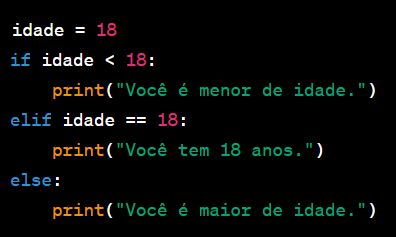 idade = 18
if idade < 18:
    print("Você é menor de idade.")
elif idade == 18:
    print("Você tem 18 anos.")
else:
    print("Você é maior de idade.")